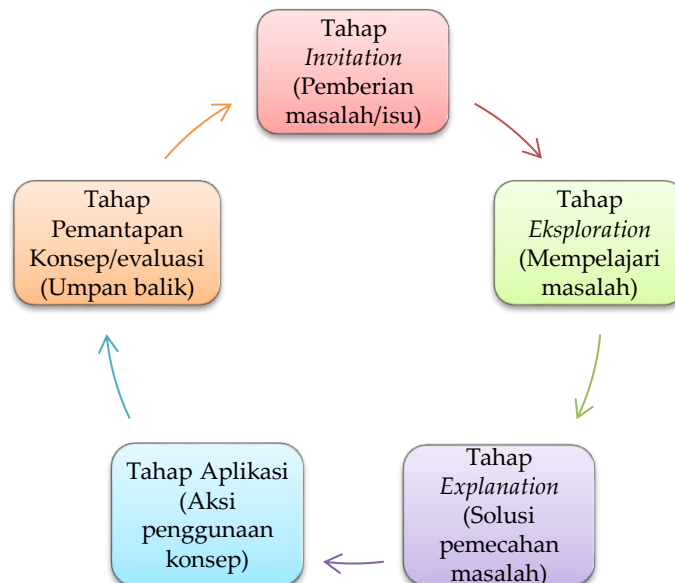 Tahap
Invitation
(Pemberian
masalah/isu)
Tahap
Eksploration
(Mempelajari
masalah)
Tahap
Explanation
(Solusi
pemecahan
masalah)
Tahap Aplikasi
(Aksi
penggunaan
konsep)
Tahap
Pemantapan
Konsep/evaluasi
(Umpan balik)